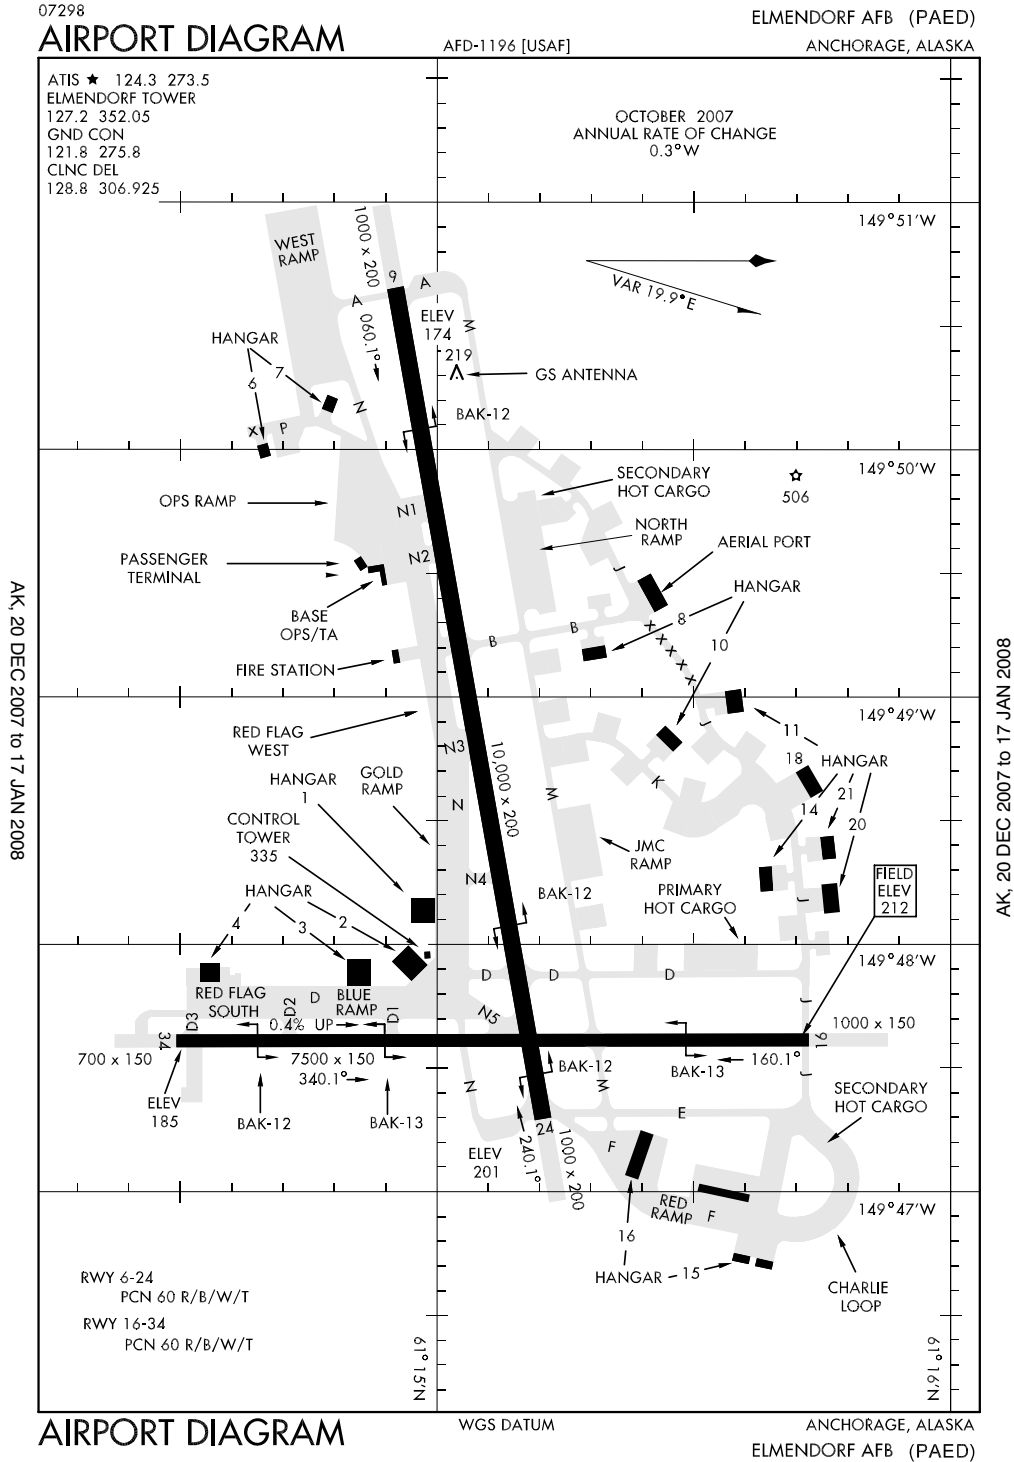 07298
AIRPORT DIAGRAM
AFD-1196 [USAF]
ELMENDORF AFB (PAED)
ANCHORAGE, ALASKA
ATIS ★ 124.3 273.5
ELMENDORF TOWER
127.2 352.05
GND CON
121.8 275.8
CLNC DEL
128.8 306.925
OCTOBER 2007
ANNUAL RATE OF CHANGE
0.3°W
149°51'W
WEST
RAMP
1000 x 200
9
A
A
VAR 19.9°E
060.1°
ELEV
174
M
219
GS ANTENNA
HANGAR
7
6
N
BAK-12
X
P
149°50'W
SECONDARY
HOT CARGO
506
OPS RAMP
N1
NORTH
RAMP
AERIAL PORT
PASSENGER
TERMINAL
N2
J
HANGAR
BASE
OPS/TA
B
B
8
X X X X X
10
FIRE STATION
149°49'W
RED FLAG
WEST
N3
J
11
10,000 x 200
HANGAR
1
GOLD
RAMP
K
18
HANGAR
N
M
14
21
20
CONTROL
TOWER
335
JMC
RAMP
N4
BAK-12
PRIMARY
HOT CARGO
FIELD
ELEV
212
HANGAR
4
3
2
J
149°48'W
D
D
D
RED FLAG
SOUTH
D
BLUE
RAMP
D3
D2
D1
N5
J
0.4% UP
34
16
1000 x 150
700 x 150
7500 x 150
340.1°
BAK-12
BAK-13
160.1°
J
ELEV
185
BAK-12
BAK-13
N
M
SECONDARY
HOT CARGO
E
24
ELEV
201
240.1°
1000 x 200
F
RED
RAMP
F
149°47'W
16
HANGAR
15
CHARLIE
LOOP
RWY 6-24
PCN 60 R/B/W/T
RWY 16-34
PCN 60 R/B/W/T
61°15'N
61°16'N
AK, 20 DEC 2007 to 17 JAN 2008
AK, 20 DEC 2007 to 17 JAN 2008
AIRPORT DIAGRAM
WGS DATUM
ANCHORAGE, ALASKA
ELMENDORF AFB (PAED)